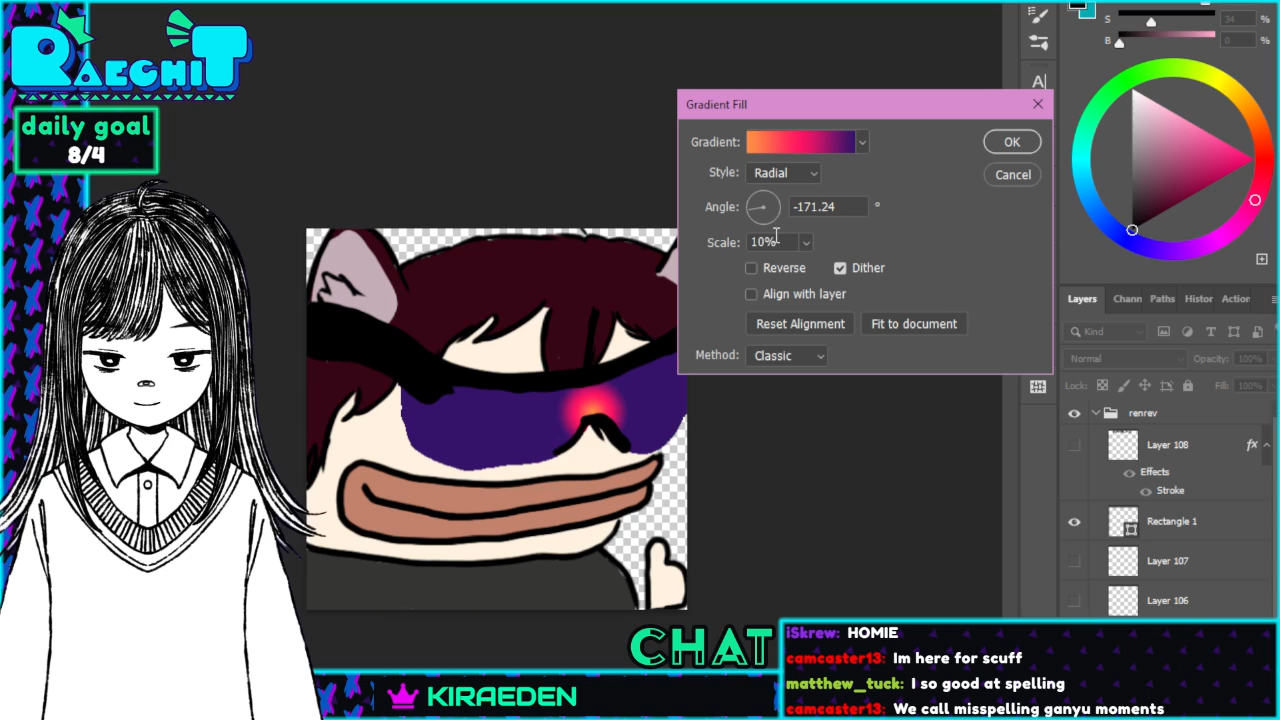 RAECHIT
daily goal
8/4
Gradient Fill
Gradient:
OK
Style: Radial
Cancel
Angle: -171.24 °
Scale: 10%
Reverse
Dither
Align with layer
Reset Alignment
Fit to document
Method: Classic
A
S 34 %
B 0 %
Layers Chann Paths Histor Action
Kind
Normal Opacity: 100%
Lock: Fill: 100%
renrev
Layer 108 fx
Effects
Stroke
Rectangle 1
Layer 107
Layer 106
CHAT
KIRAEDEN
iSkrew: HOMIE
camcaster13: Im here for scuff
matthew_tuck: I so good at spelling
camcaster13: We call misspelling ganyu moments